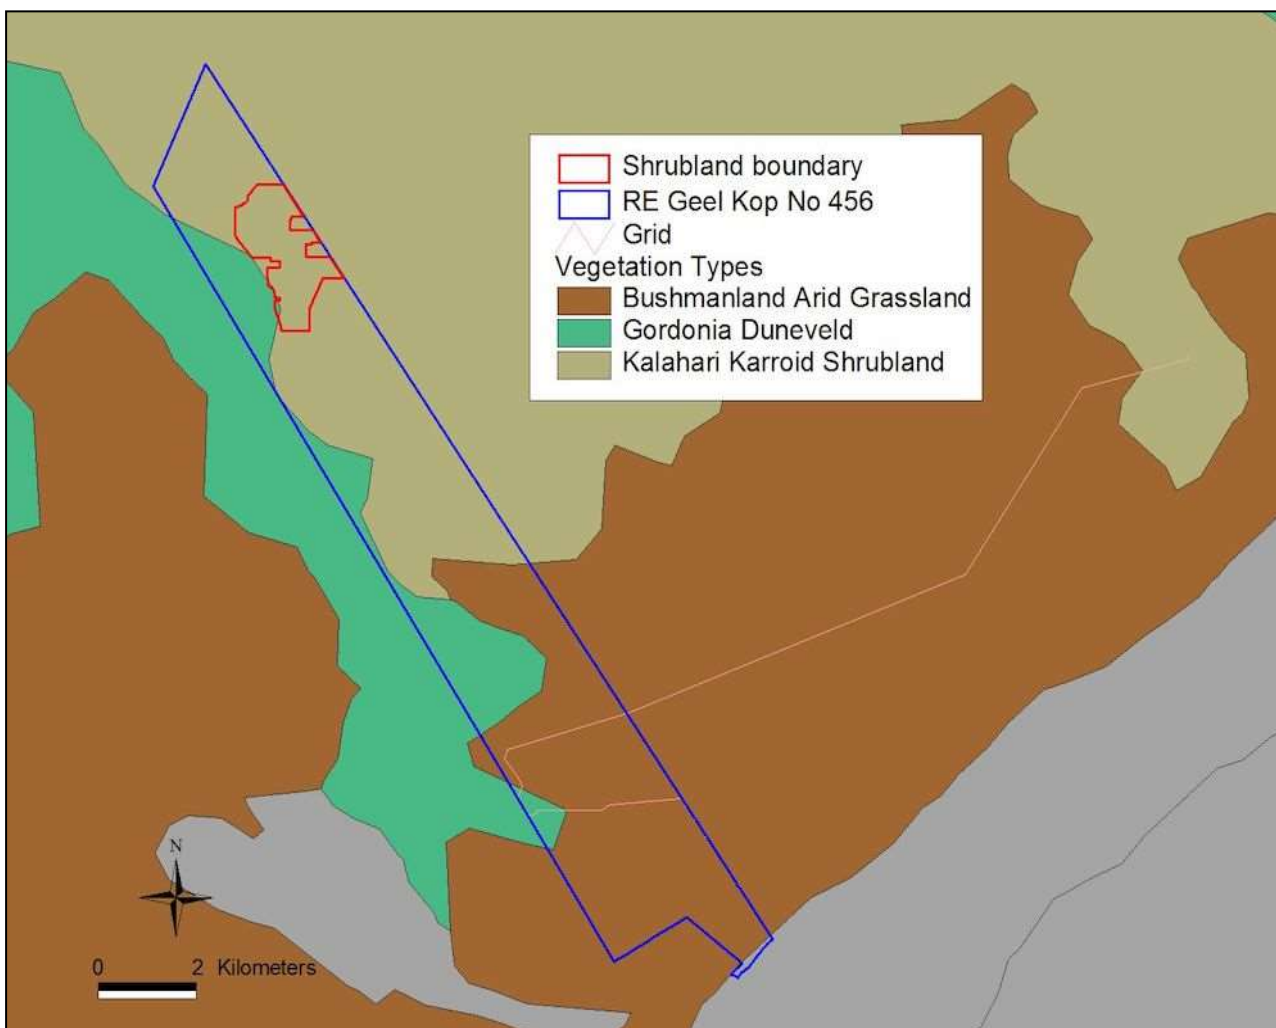 Shrubland boundary
RE Geel Kop No 456
Grid
Vegetation Types
Bushmanland Arid Grassland
Gordonia Duneveld
Kalahari Karroid Shrubland
N
0 2 Kilometers